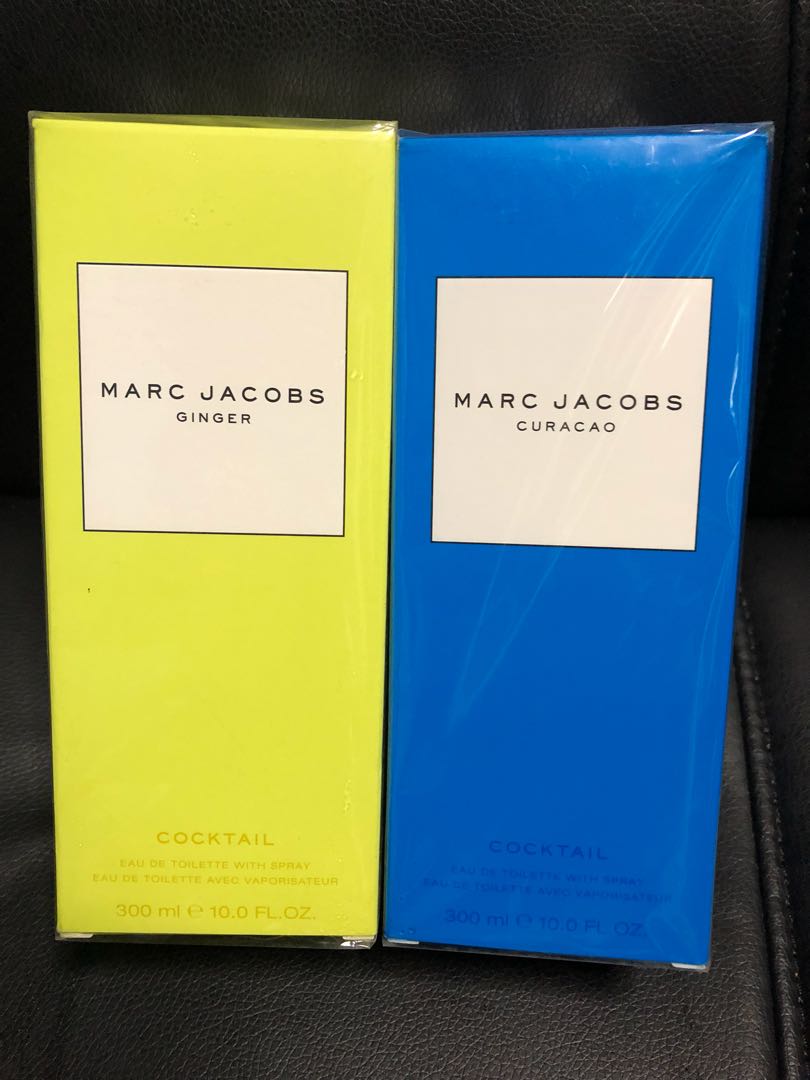 MARC JACOBS
GINGER
COCKTAIL
EAU DE TOILETTE WITH SPRAY
EAU DE TOILETTE AVEC VAPORISATEUR
300 ml ℮ 10.0 FL.OZ.
MARC JACOBS
CURACAO
COCKTAIL
EAU DE TOILETTE WITH SPRAY
EAU DE TOILETTE AVEC VAPORISATEUR
300 ml ℮ 10.0 FL.OZ.